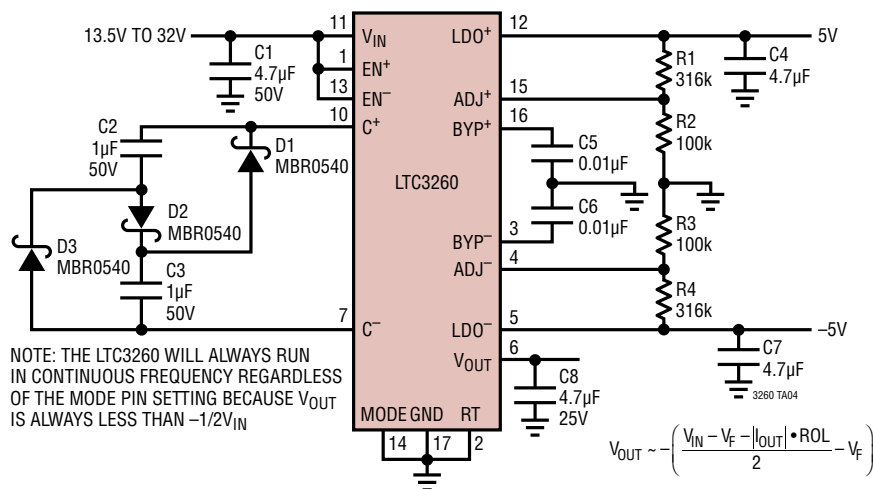 13.5V TO 32V
C1
4.7µF
50V
11
VIN
1
EN+
13
EN–
10
C+
C2
1µF
50V
D1
MBR0540
D2
MBR0540
D3
MBR0540
C3
1µF
50V
7
C–
LTC3260
12
LDO+
5V
R1
316k
C4
4.7µF
15
ADJ+
16
BYP+
R2
100k
C5
0.01µF
C6
0.01µF
R3
100k
3
BYP–
4
ADJ–
R4
316k
5
LDO–
–5V
6
VOUT
C7
4.7µF
C8
4.7µF
25V
3260 TA04
MODE GND RT
14 17 2
NOTE: THE LTC3260 WILL ALWAYS RUN
IN CONTINUOUS FREQUENCY REGARDLESS
OF THE MODE PIN SETTING BECAUSE VOUT
IS ALWAYS LESS THAN –1/2VIN
VOUT ~ –((VIN – VF – |IOUT| • ROL)/2 – VF)